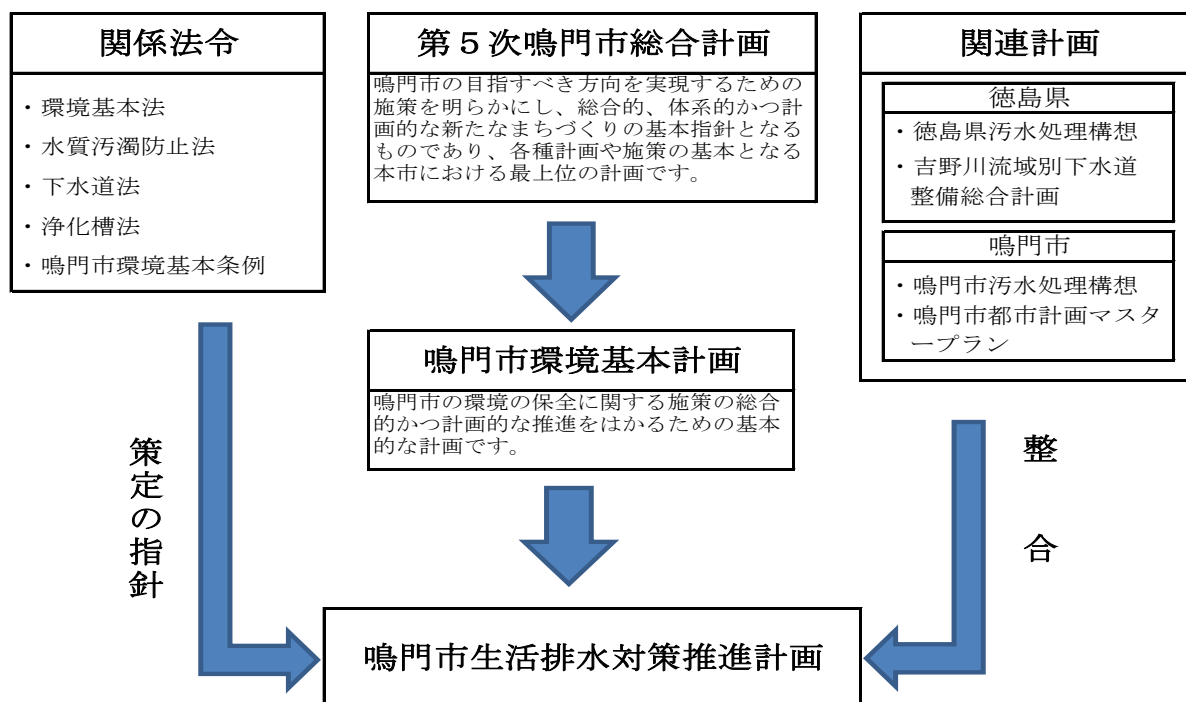 関係法令
・環境基本法
・水質汚濁防止法
・下水道法
・浄化槽法
・鳴門市環境基本条例
第5次鳴門市総合計画
鳴門市の目指すべき方向を実現するための
施策を明らかにし、総合的、体系的かつ計
画的な新たなまちづくりの基本指針となる
ものであり、各種計画や施策の基本となる
本市における最上位の計画です。
関連計画
徳島県
・徳島県汚水処理構想
・吉野川流域別下水道
整備総合計画
鳴門市
・鳴門市汚水処理構想
・鳴門市都市計画マスタ
ープラン
鳴門市環境基本計画
鳴門市の環境の保全に関する施策の総合
的かつ計画的な推進をはかるための基本
的な計画です。
策定の指針
整合
鳴門市生活排水対策推進計画